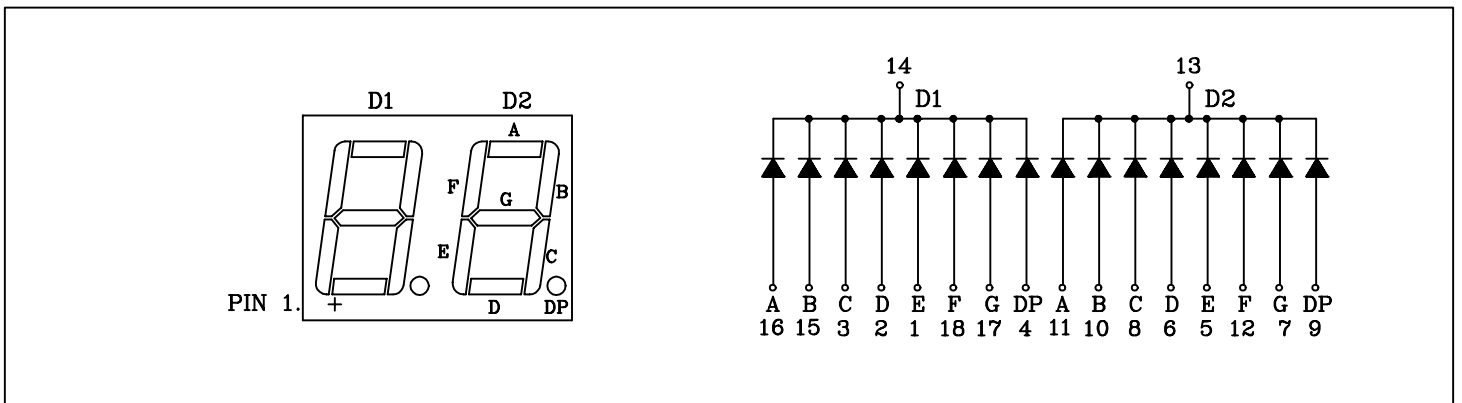 D1 D2
A
F B
G
E C
PIN 1. +
D DP
14 13
D1 D2
A B C D E F G DP A B C D E F G DP
16 15 3 2 1 18 17 4 11 10 8 6 5 12 7 9